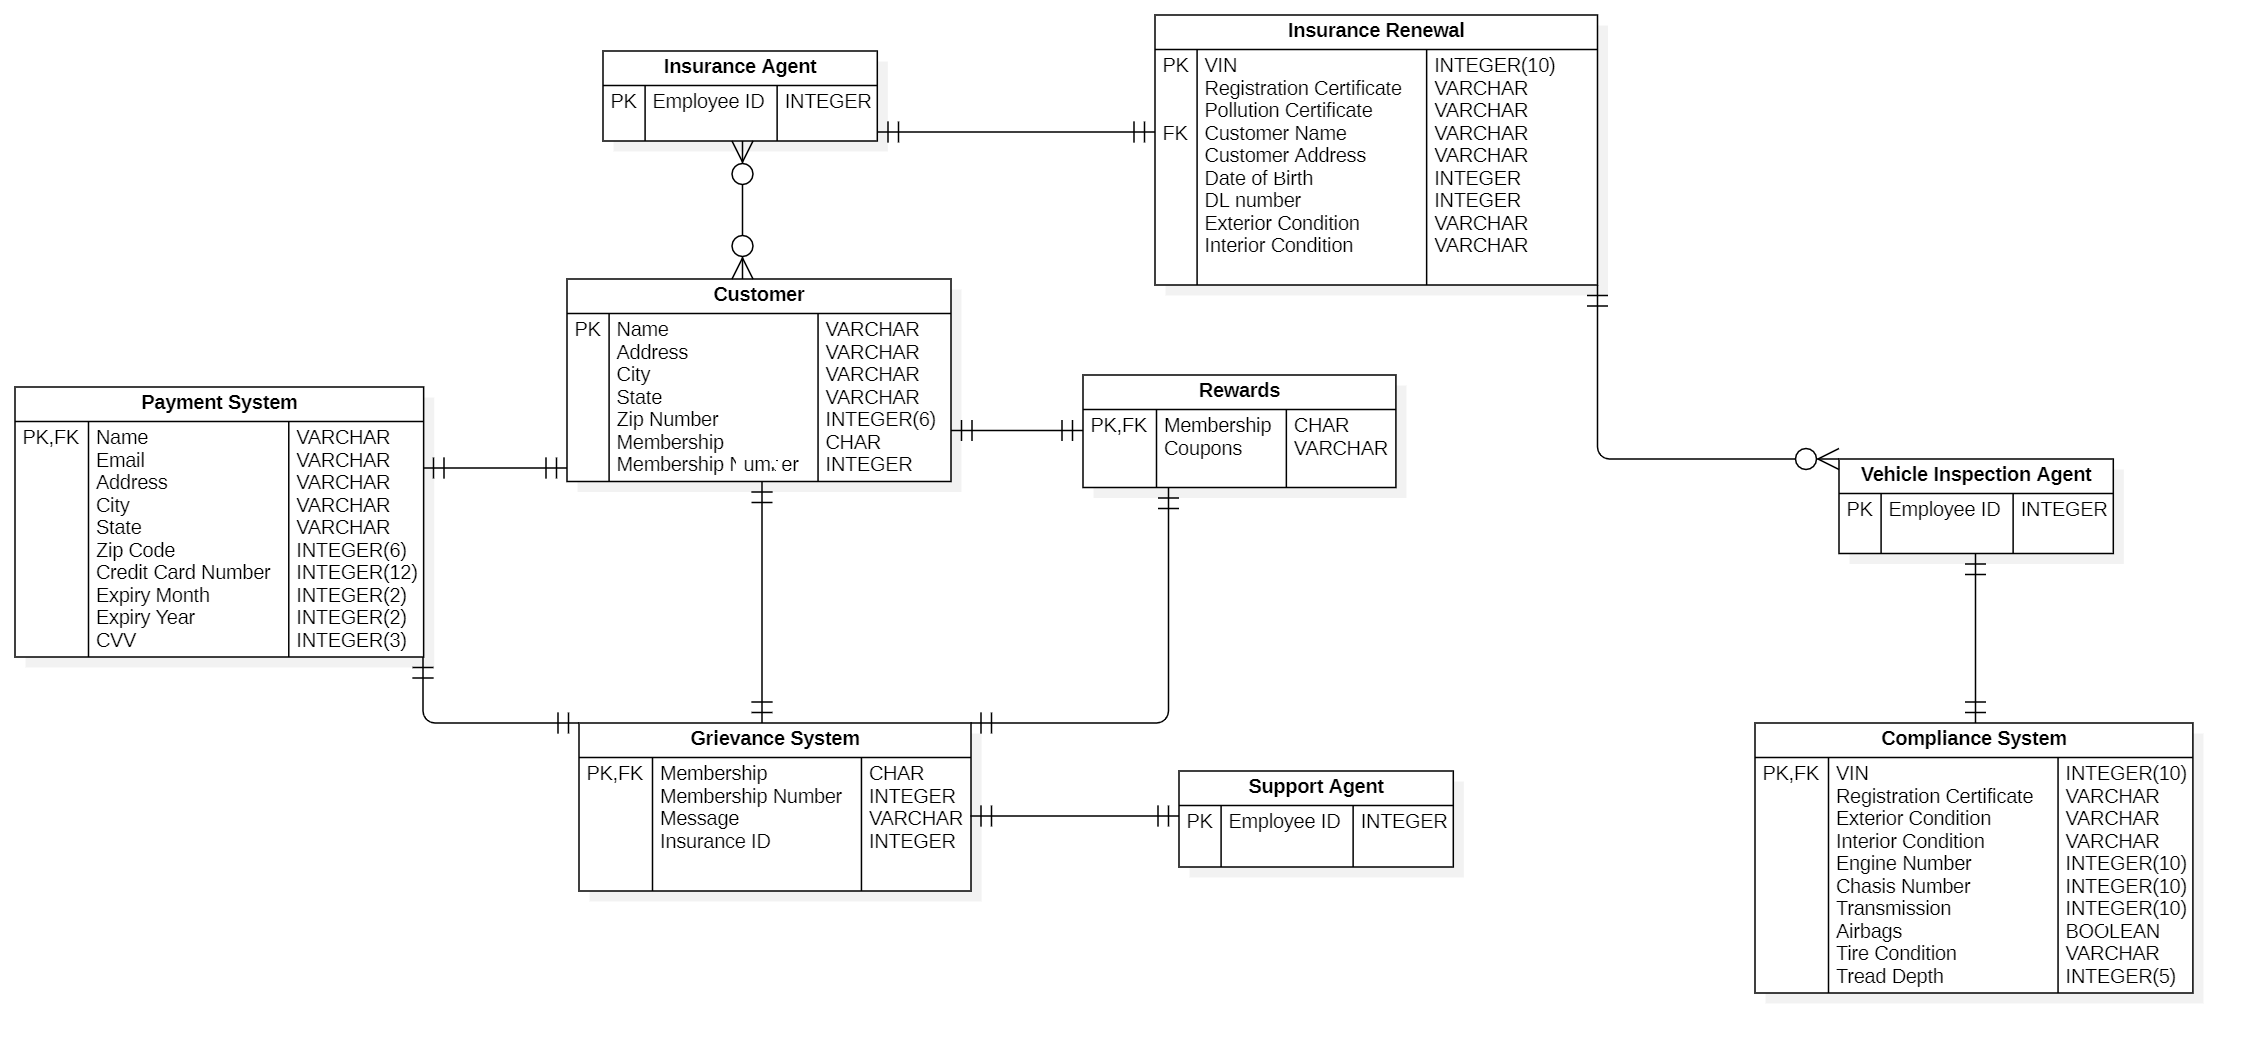 Insurance Agent
PK Employee ID INTEGER
Insurance Renewal
PK VIN INTEGER(10)
Registration Certificate VARCHAR
Pollution Certificate VARCHAR
FK Customer Name VARCHAR
Customer Address VARCHAR
Date of Birth INTEGER
DL number INTEGER
Exterior Condition VARCHAR
Interior Condition VARCHAR
Customer
PK Name VARCHAR
Address VARCHAR
City VARCHAR
State VARCHAR
Zip Number INTEGER(6)
Membership CHAR
Membership Number INTEGER
Payment System
PK,FK Name VARCHAR
Email VARCHAR
Address VARCHAR
City VARCHAR
State VARCHAR
Zip Code INTEGER(6)
Credit Card Number INTEGER(12)
Expiry Month INTEGER(2)
Expiry Year INTEGER(2)
CVV INTEGER(3)
Rewards
PK,FK Membership CHAR
Coupons VARCHAR
Vehicle Inspection Agent
PK Employee ID INTEGER
Grievance System
PK,FK Membership CHAR
Membership Number INTEGER
Message VARCHAR
Insurance ID INTEGER
Support Agent
PK Employee ID INTEGER
Compliance System
PK,FK VIN INTEGER(10)
Registration Certificate VARCHAR
Exterior Condition VARCHAR
Interior Condition VARCHAR
Engine Number INTEGER(10)
Chasis Number INTEGER(10)
Transmission INTEGER(10)
Airbags BOOLEAN
Tire Condition VARCHAR
Tread Depth INTEGER(5)